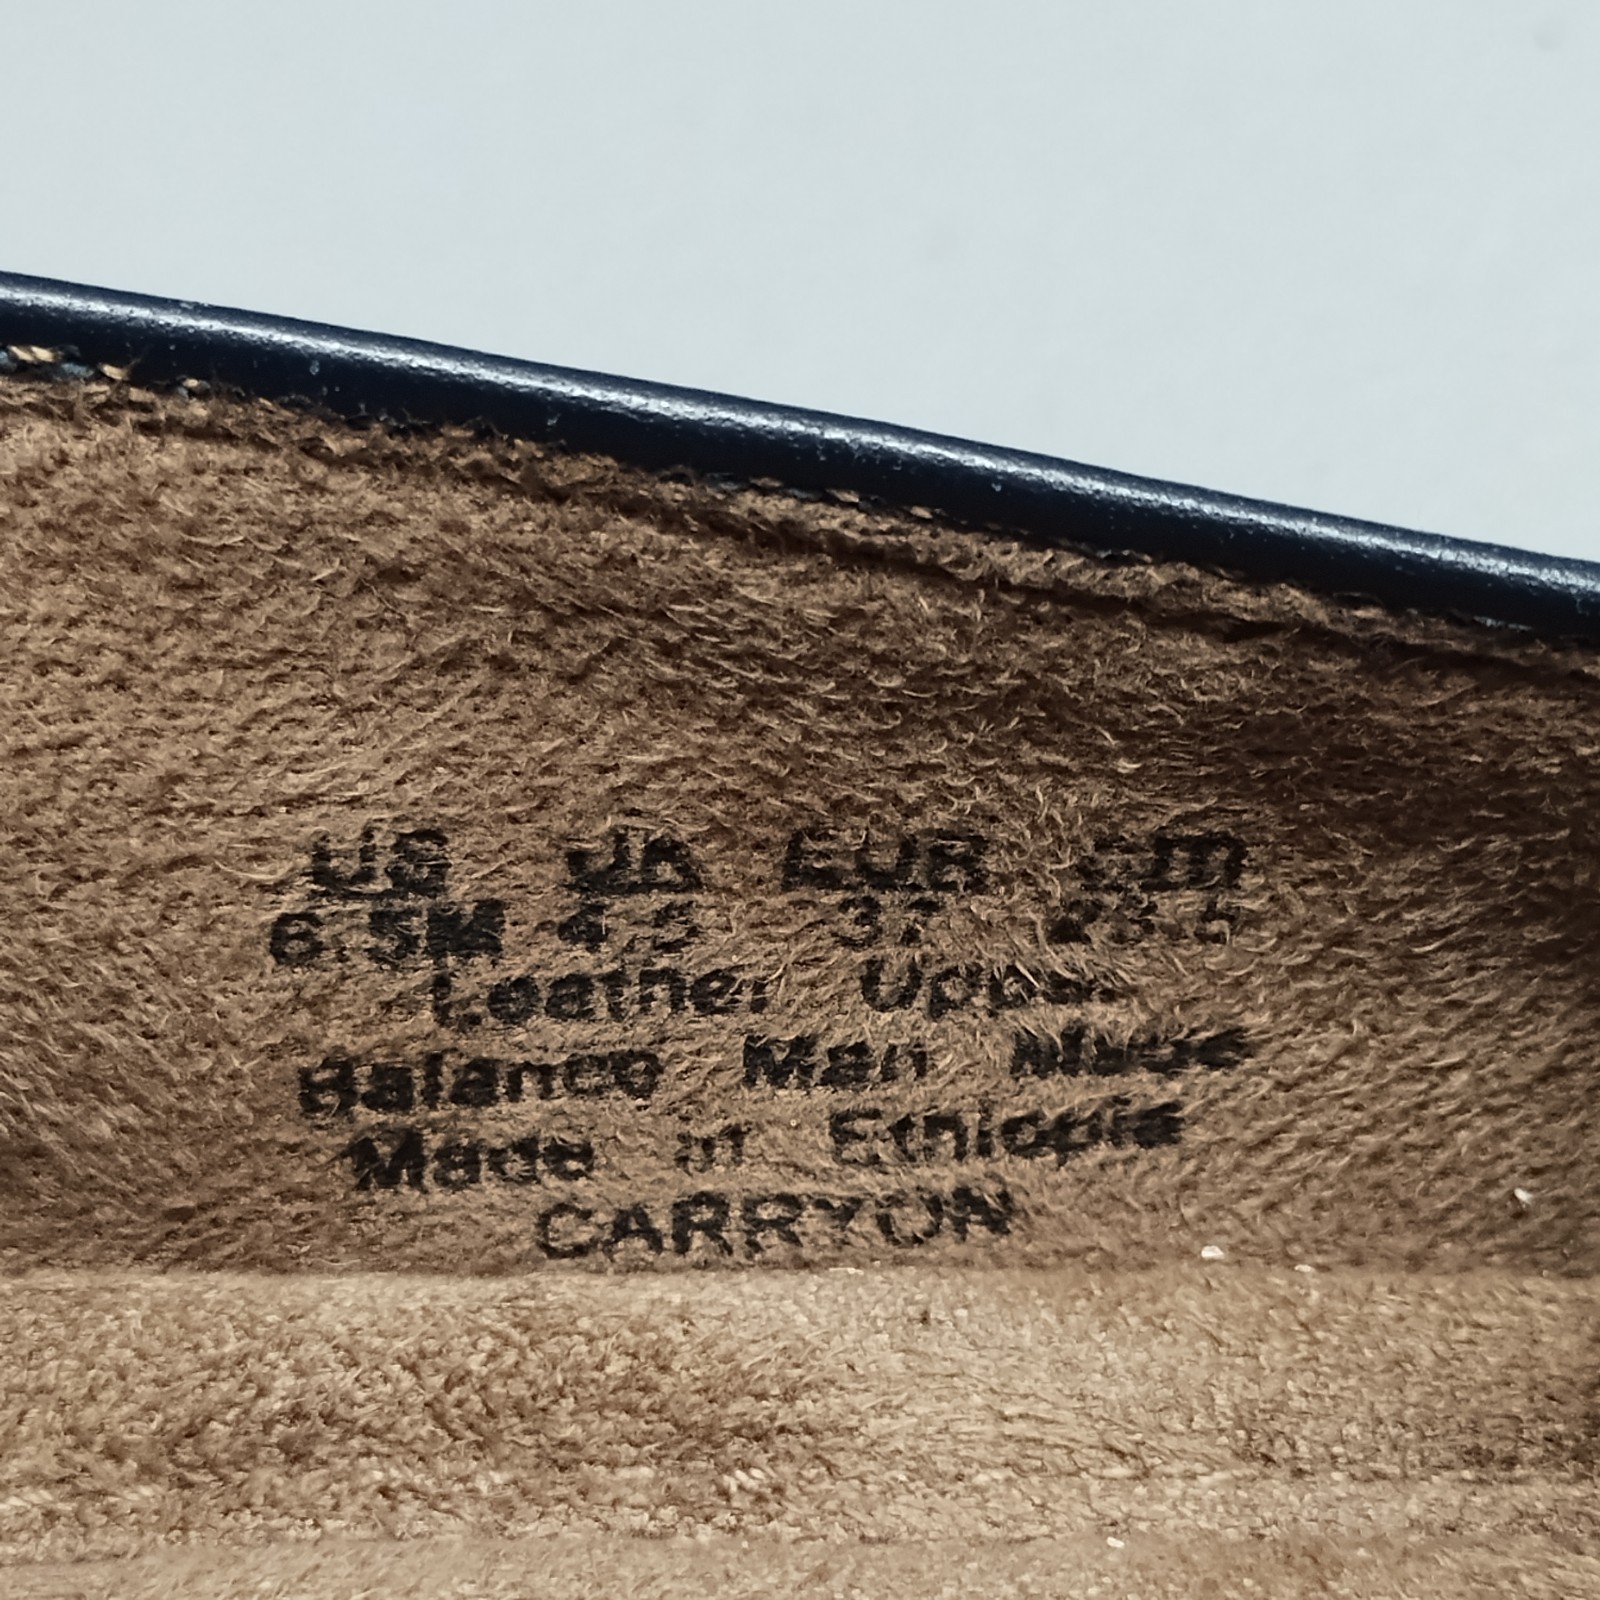 US UK EUR cm
6.5M 4.5 37 23.5
Leather Upper
Balance Man Made
Made in Ethiopia
CARRYON